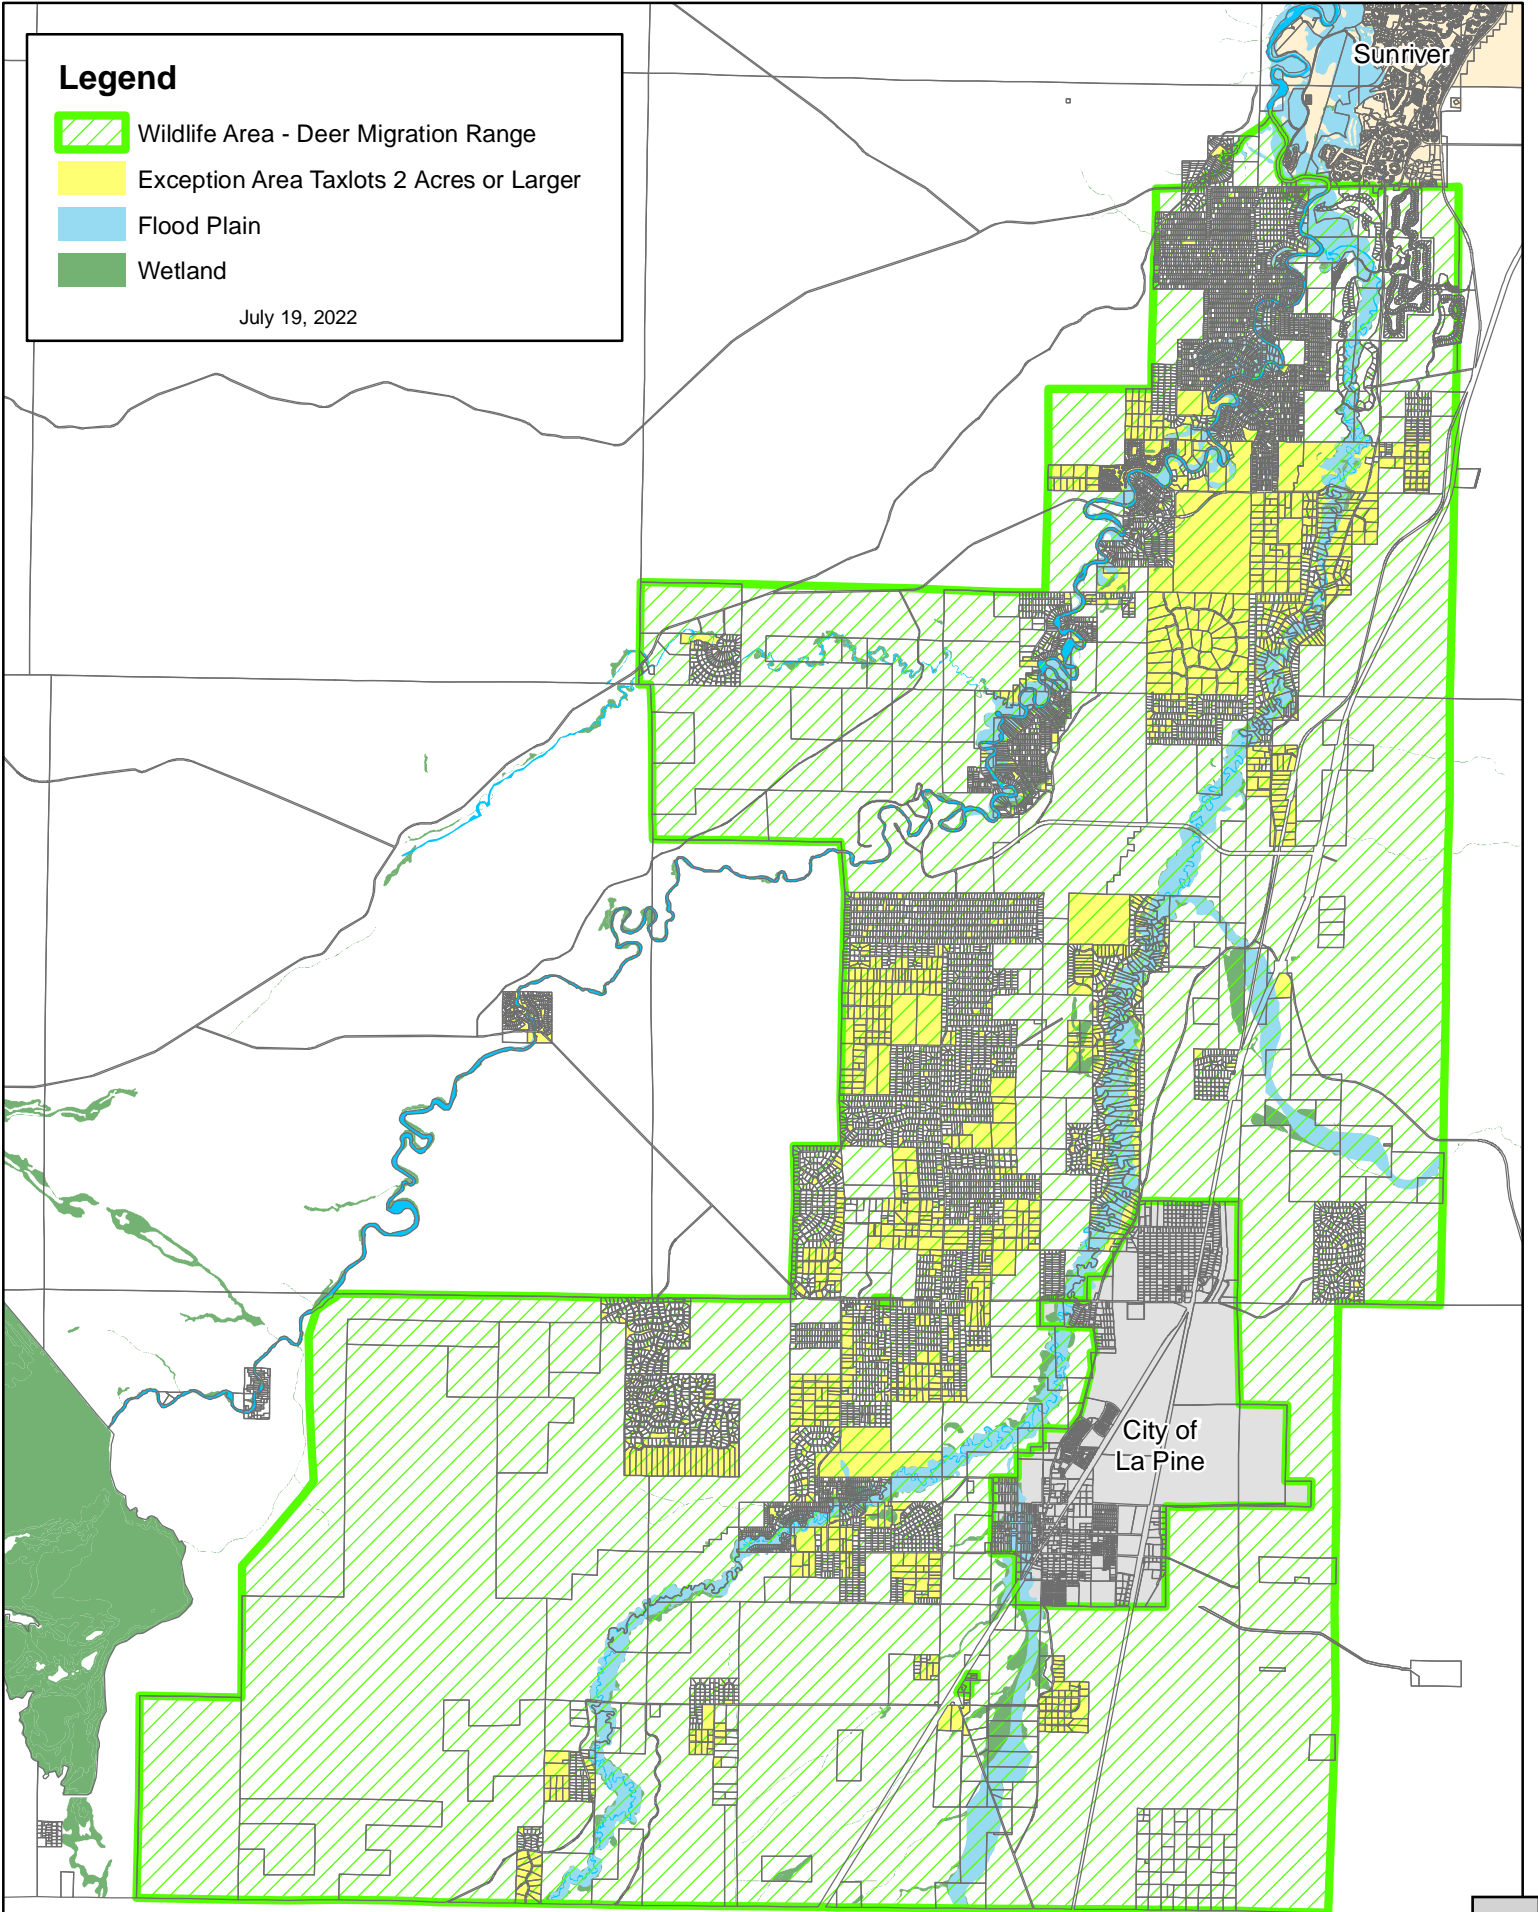 Legend
Wildlife Area - Deer Migration Range
Exception Area Taxlots 2 Acres or Larger
Flood Plain
Wetland
July 19, 2022
Sunriver
City of
La Pine